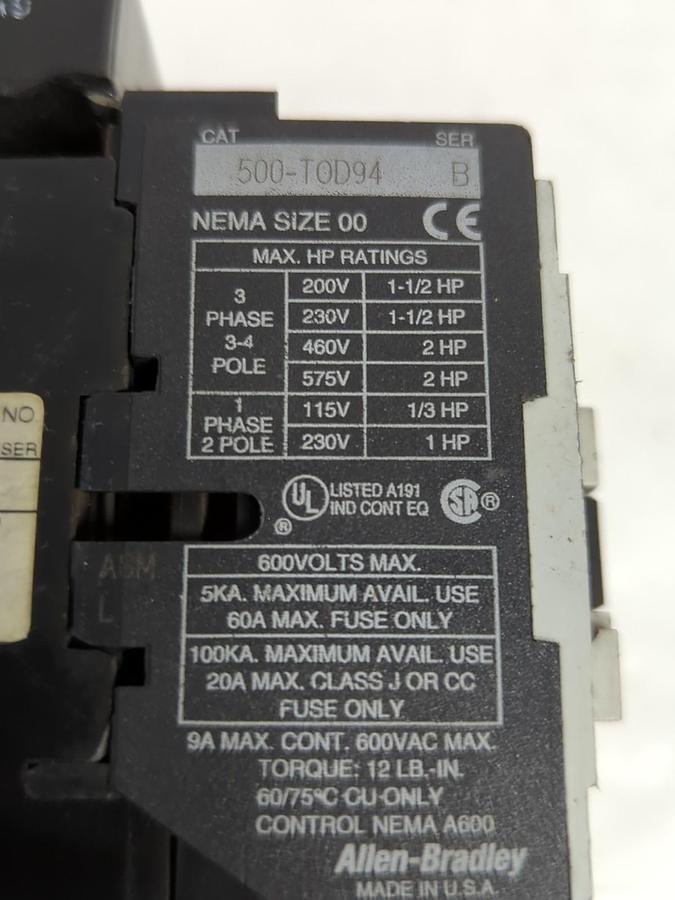 CAT SER
500-TOD94 B
NEMA SIZE 00 CE
MAX. HP RATINGS
3 PHASE 3-4 POLE
200V 1-1/2 HP
230V 1-1/2 HP
460V 2 HP
575V 2 HP
1 PHASE 2 POLE
115V 1/3 HP
230V 1 HP
UL ® LISTED A191
IND CONT EQ
SA ®
600VOLTS MAX.
5KA. MAXIMUM AVAIL. USE
60A MAX. FUSE ONLY
100KA. MAXIMUM AVAIL. USE
20A MAX. CLASS J OR CC
FUSE ONLY
9A MAX. CONT. 600VAC MAX.
TORQUE: 12 LB.-IN.
60/75°C CU ONLY
CONTROL NEMA A600
Allen-Bradley
MADE IN U.S.A.
NO.
SER
ASM
L